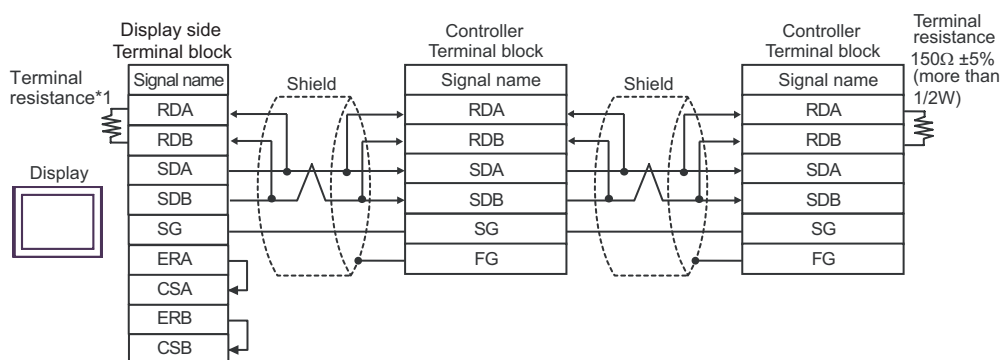 Display side
Terminal block
Controller
Terminal block
Controller
Terminal block
Terminal
resistance
150Ω ±5%
(more than
1/2W)
Terminal
resistance*1
Signal name
Shield
Signal name
Shield
Signal name
RDA
RDA
RDA
RDB
RDB
RDB
Display
SDA
SDA
SDA
SDB
SDB
SDB
SG
SG
SG
ERA
FG
FG
CSA
ERB
CSB